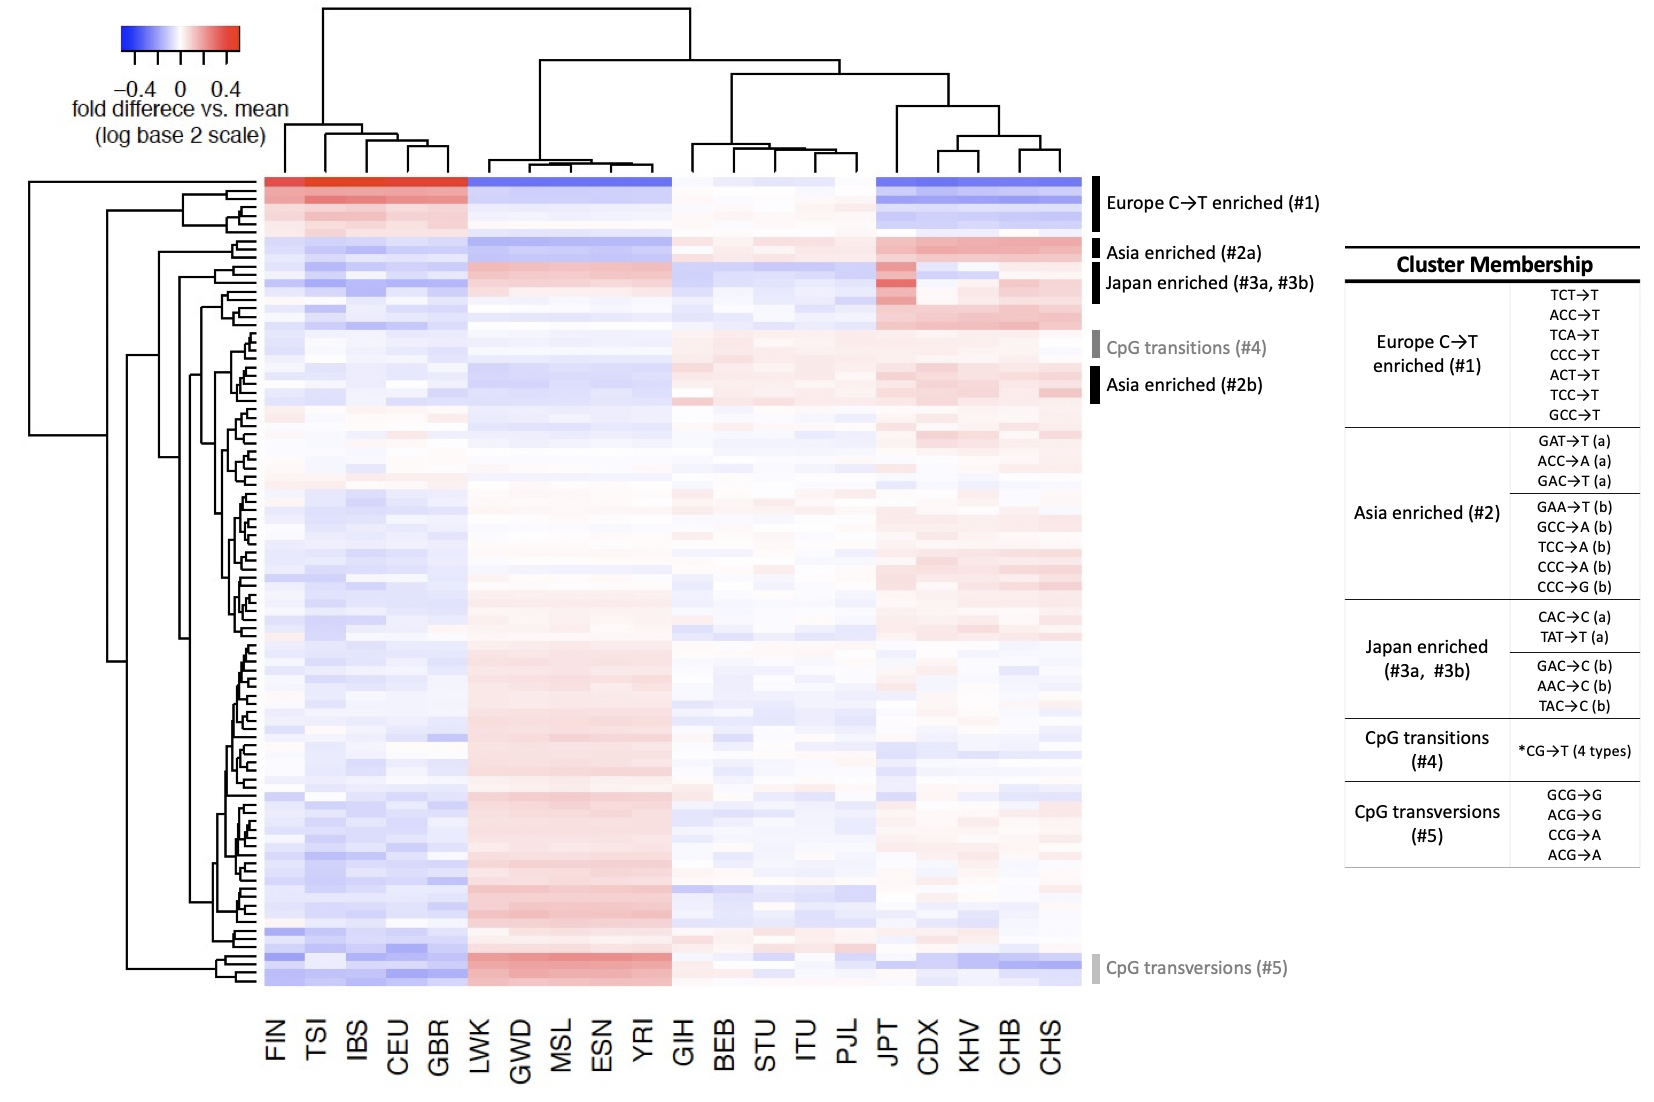 −0.4 0 0.4
fold differece vs. mean
(log base 2 scale)
Europe C→T enriched (#1)
Asia enriched (#2a)
Japan enriched (#3a, #3b)
CpG transitions (#4)
Asia enriched (#2b)
CpG transversions (#5)
FIN TSI IBS CEU GBR LWK GWD MSL ESN YRI GIH BEB STU ITU PJL JPT CDX KHV CHB CHS
Cluster Membership
Europe C→T
enriched (#1)
TCT→T
ACC→T
TCA→T
CCC→T
ACT→T
TCC→T
GCC→T
Asia enriched (#2)
GAT→T (a)
ACC→A (a)
GAC→T (a)
GAA→T (b)
GCC→A (b)
TCC→A (b)
CCC→A (b)
CCC→G (b)
Japan enriched
(#3a, #3b)
CAC→C (a)
TAT→T (a)
GAC→C (b)
AAC→C (b)
TAC→C (b)
CpG transitions
(#4)
*CG→T (4 types)
CpG transversions
(#5)
GCG→G
ACG→G
CCG→A
ACG→A